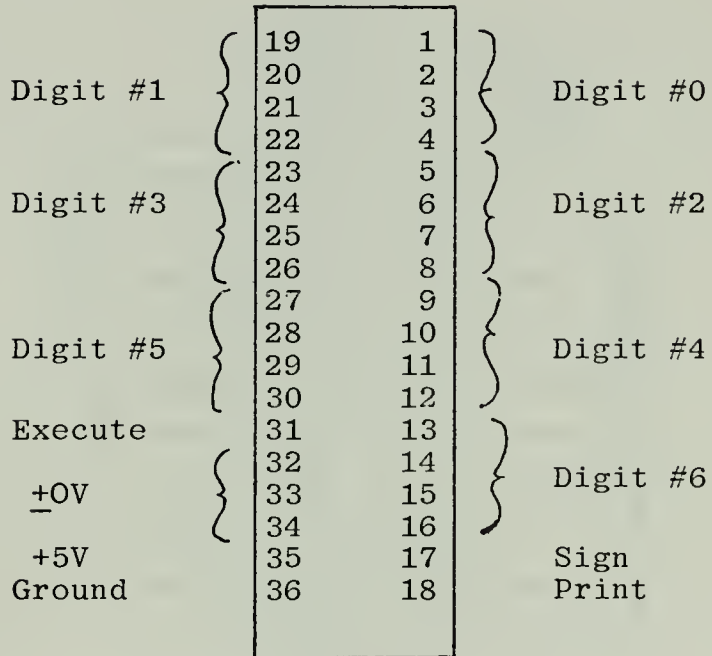 19 1
Digit #1 20 2 Digit #0
21 3
22 4
23 5
Digit #3 24 6 Digit #2
25 7
26 8
27 9
28 10
Digit #5 29 11 Digit #4
30 12
Execute 31 13
32 14 Digit #6
±OV 33 15
34 16
+5V 35 17 Sign
Ground 36 18 Print